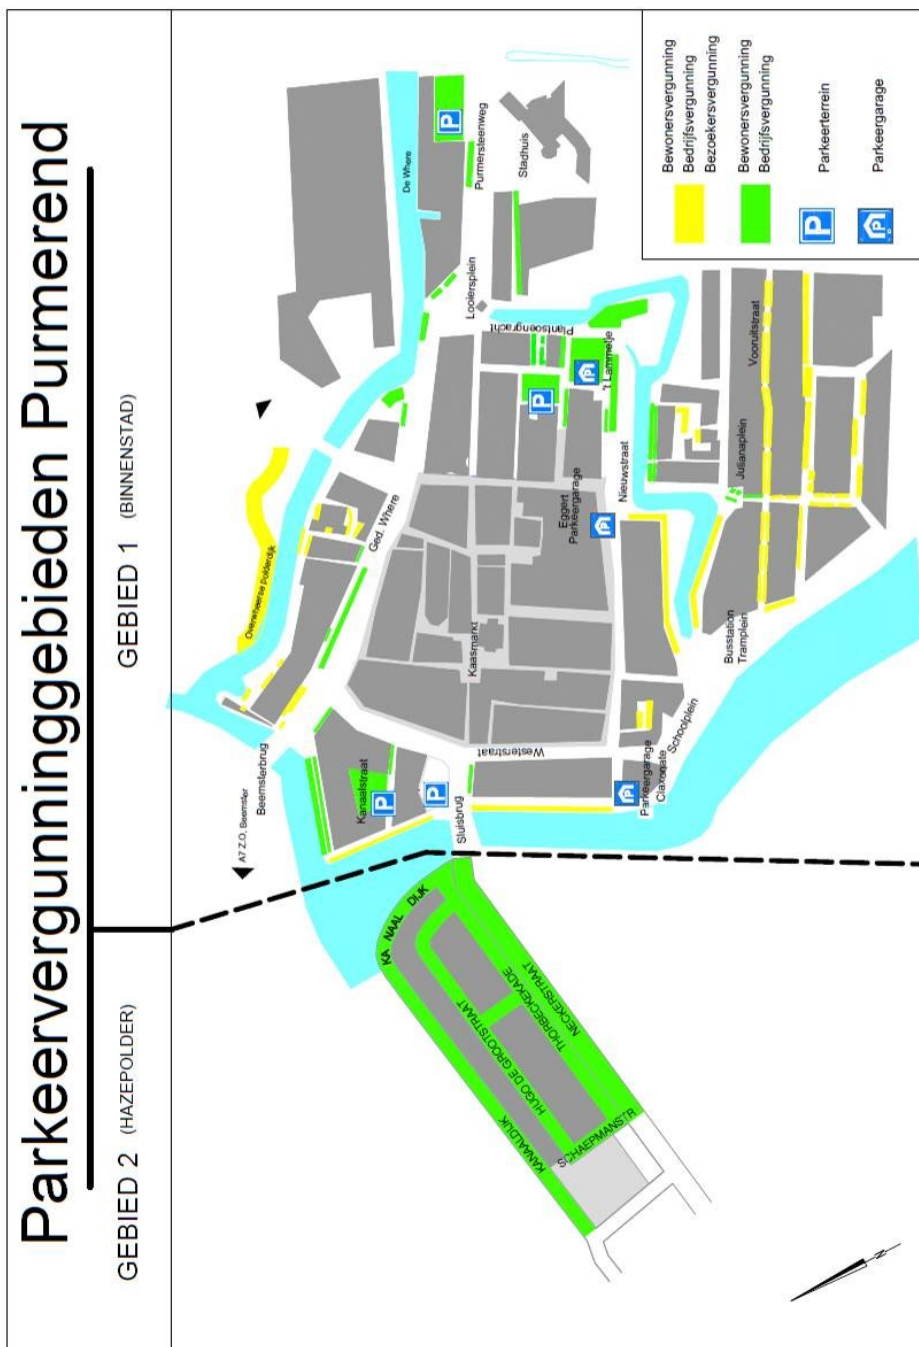 Parkeervergunninggebieden Purmerend
GEBIED 2 (HAZEPOLDER)
GEBIED 1 (BINNENSTAD)
A7 Z.O. Beemster
Beemsterbrug
Overwheerse polderdijk
De Where
Kanaalstraat
Ged. Where
Looiersplein
P
Purmersteenweg
Stadhuis
P
P
Sluisbrug
Westerstraat
Kaasmarkt
Plantsoengracht
P
P
't Lammetje
Eggert
Parkeergarage
P
Nieuwstraat
P
Parkeergarage
Claxonate
Schoolplein
Busstation
Tramplein
Julianaplein
Vooruitstraat
KANAALDIJK
KANAALDIJK
HUGO DE GROOTSTRAAT
THORBECKEKADE
NECKERSTRAAT
SCHAEPMANSTR
N
Bewonersvergunning
Bedrijfsvergunning
Bezoekersvergunning
Bewonersvergunning
Bedrijfsvergunning
P
Parkeerterrein
P
Parkeergarage